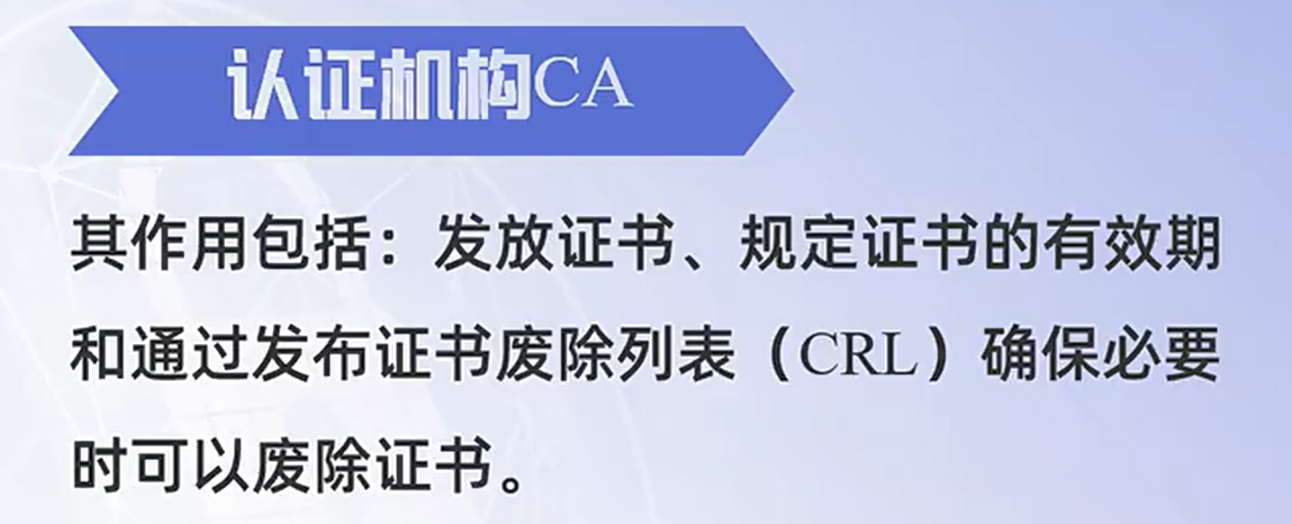 认证机构CA
其作用包括：发放证书、规定证书的有效期
和通过发布证书废除列表（CRL）确保必要
时可以废除证书。